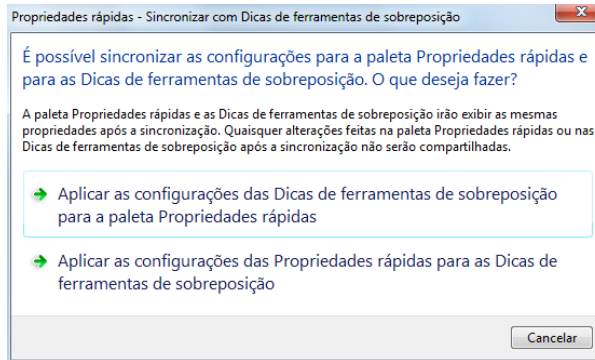 Propriedades rápidas - Sincronizar com Dicas de ferramentas de sobreposição
É possível sincronizar as configurações para a paleta Propriedades rápidas e
para as Dicas de ferramentas de sobreposição. O que deseja fazer?
A paleta Propriedades rápidas e as Dicas de ferramentas de sobreposição irão exibir as mesmas
propriedades após a sincronização. Quaisquer alterações feitas na paleta Propriedades rápidas ou nas
Dicas de ferramentas de sobreposição após a sincronização não serão compartilhadas.
Aplicar as configurações das Dicas de ferramentas de sobreposição
para a paleta Propriedades rápidas
Aplicar as configurações das Propriedades rápidas para as Dicas de
ferramentas de sobreposição
Cancelar